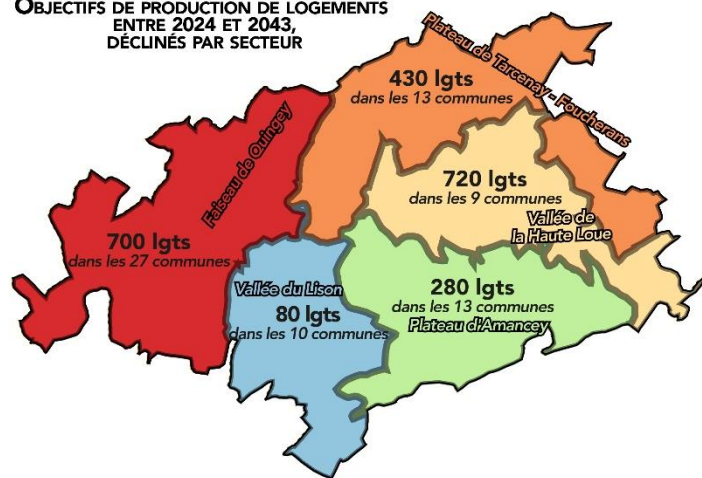 OBJECTIFS DE PRODUCTION DE LOGEMENTS
ENTRE 2024 ET 2043,
DÉCLINÉS PAR SECTEUR
Plateau de Tarcenay - Foucherans
430 lgts
dans les 13 communes
Faiseau de Quingey
720 lgts
dans les 9 communes
Vallée de
la Haute Loue
700 lgts
dans les 27 communes
Vallée du Lison
80 lgts
dans les 10 communes
280 lgts
dans les 13 communes
Plateau d'Amancey